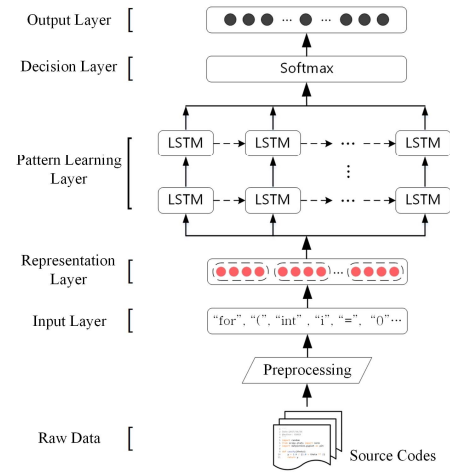 Output Layer
Decision Layer
Softmax
LSTM LSTM ... LSTM
Pattern Learning
Layer
LSTM LSTM ... LSTM
Representation
Layer
Input Layer
“for”, “(”, “int” , “i”, “=”, “0”...
Preprocessing
Raw Data
Source Codes